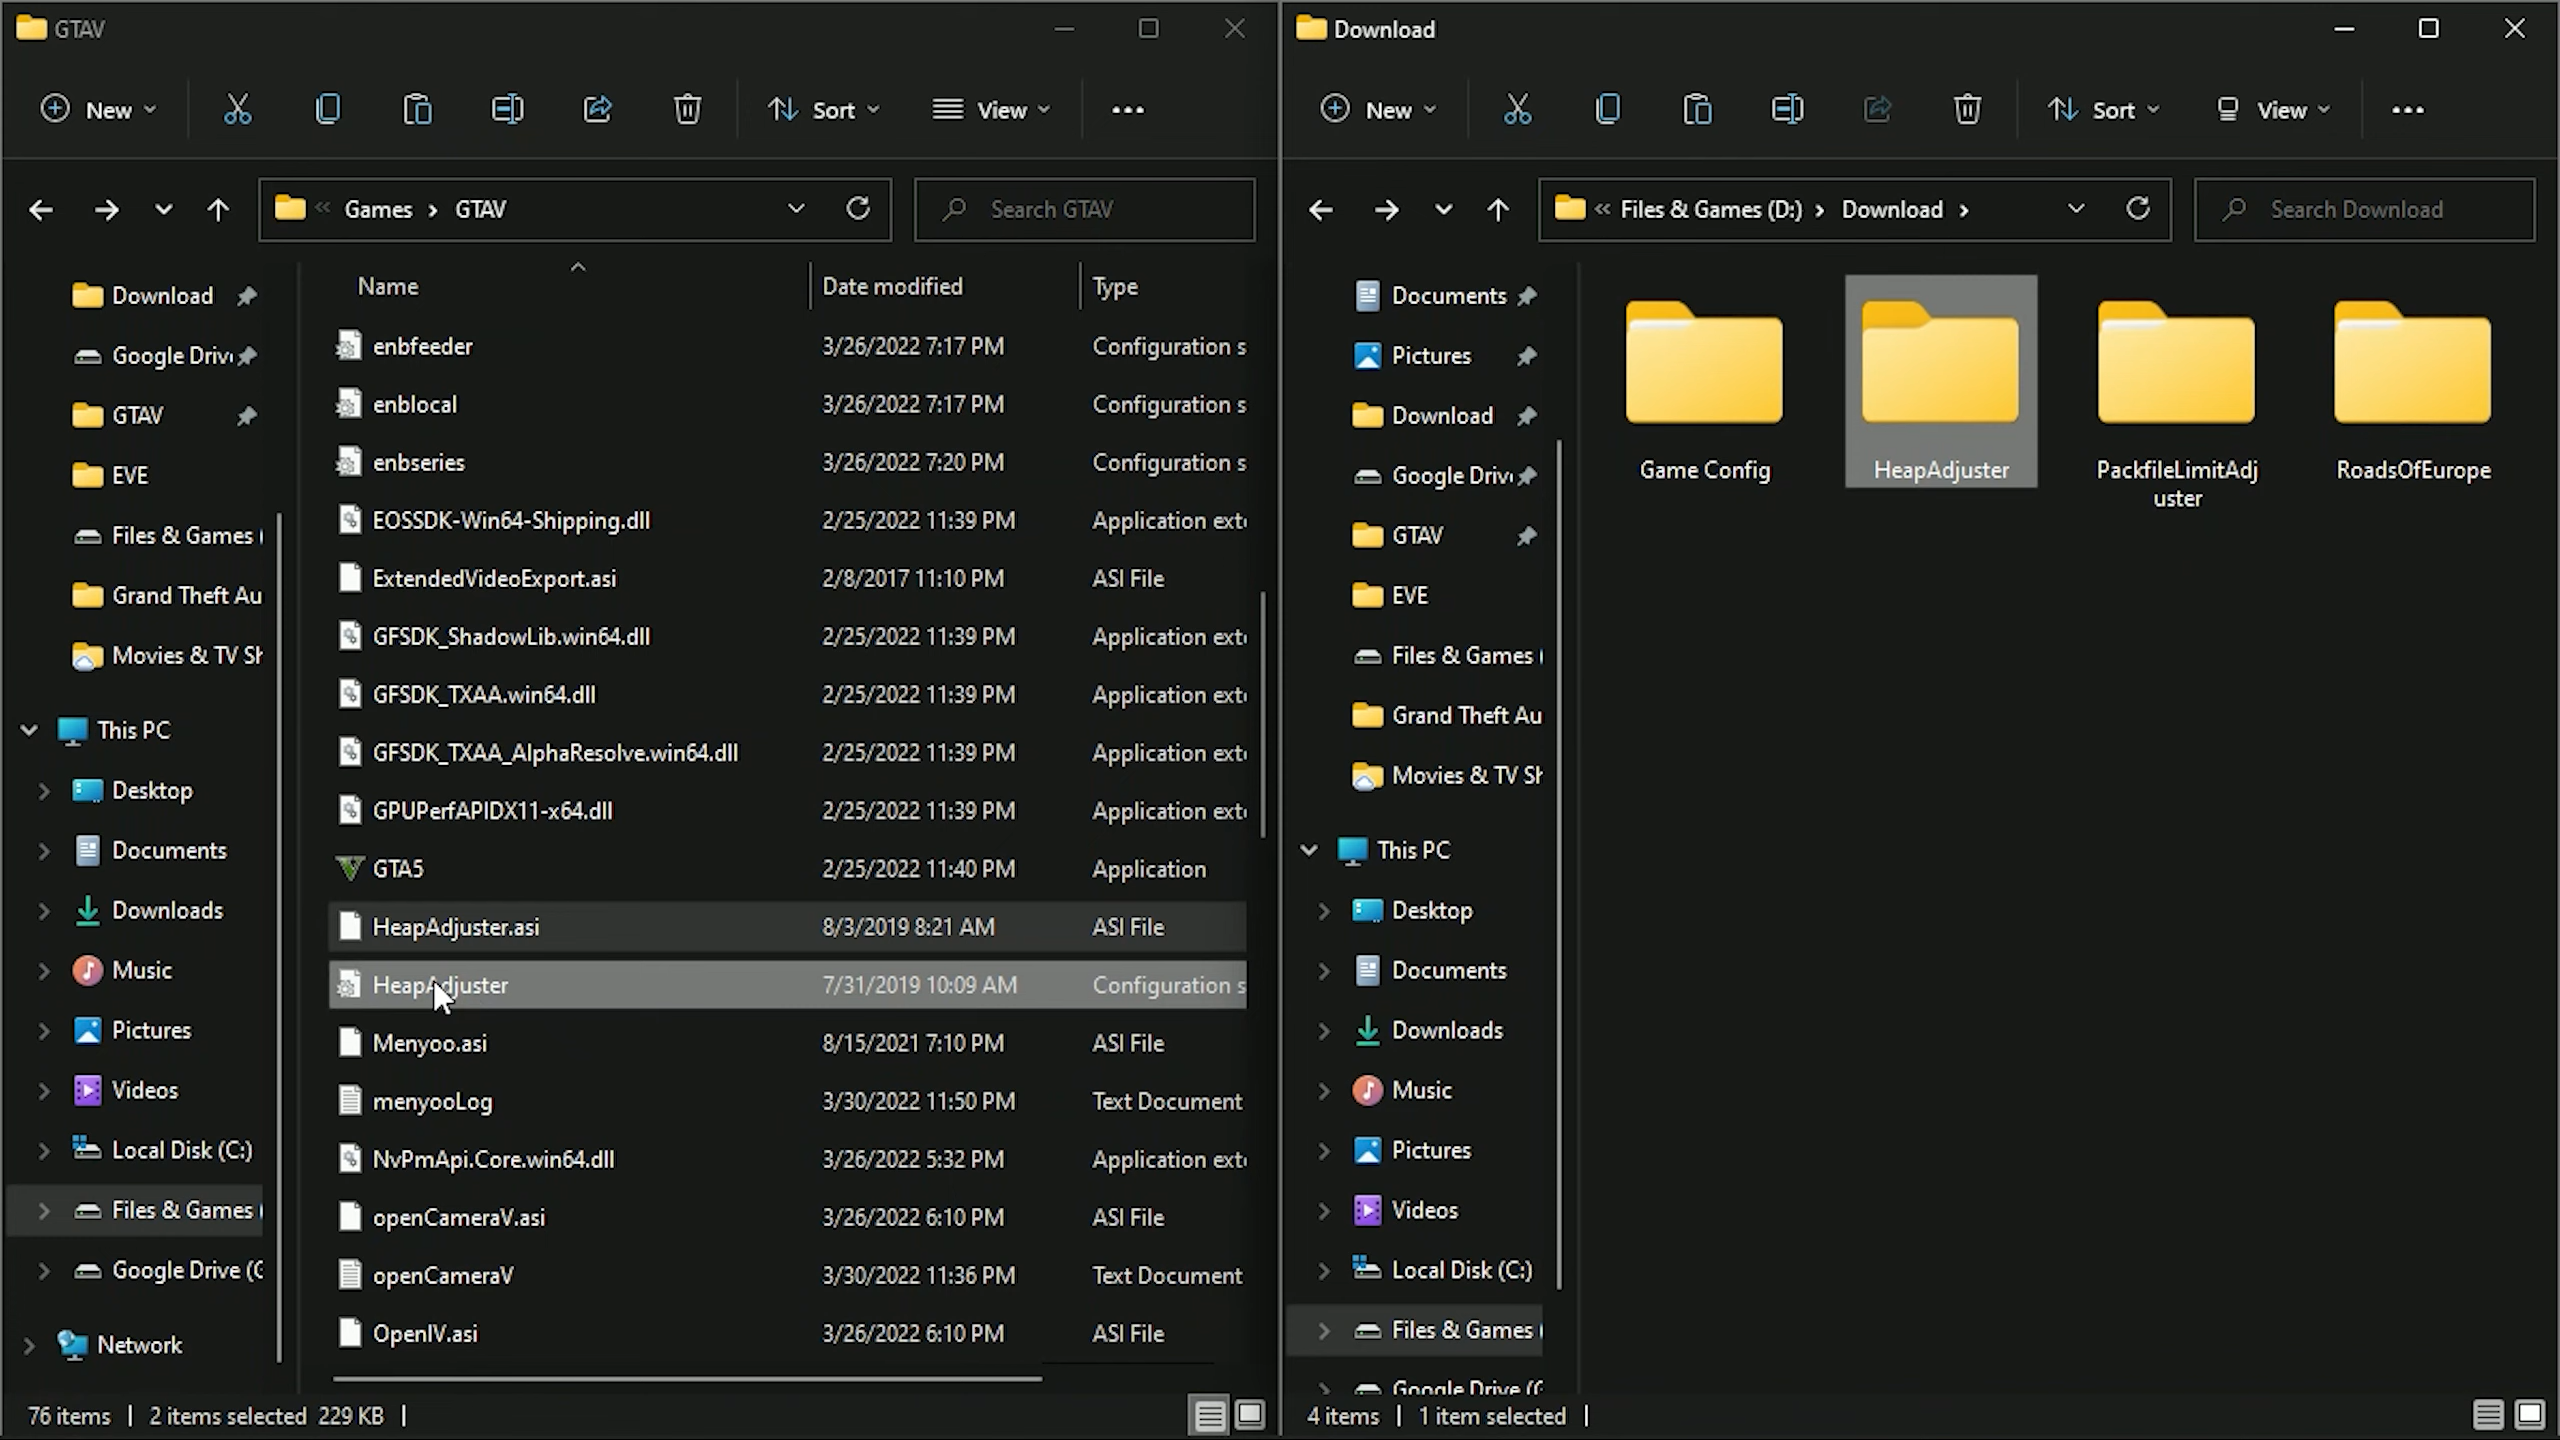 GTAV
New
Sort
View
Games
GTAV
Search GTAV
Download
Google Driv
GTAV
EVE
Files & Games
Grand Theft Au
Movies & TV Sh
This PC
Desktop
Documents
Downloads
Music
Pictures
Videos
Local Disk (C:)
Files & Games
Google Drive (G
Network
Name Date modified Type
enbfeeder 3/26/2022 7:17 PM Configuration s
enblocal 3/26/2022 7:17 PM Configuration s
enbseries 3/26/2022 7:20 PM Configuration s
EOSSDK-Win64-Shipping.dll 2/25/2022 11:39 PM Application exte
ExtendedVideoExport.asi 2/8/2017 11:10 PM ASI File
GFSDK_ShadowLib.win64.dll 2/25/2022 11:39 PM Application exte
GFSDK_TXAA.win64.dll 2/25/2022 11:39 PM Application exte
GFSDK_TXAA_AlphaResolve.win64.dll 2/25/2022 11:39 PM Application exte
GPUPerfAPIDX11-x64.dll 2/25/2022 11:39 PM Application exte
GTA5 2/25/2022 11:40 PM Application
HeapAdjuster.asi 8/3/2019 8:21 AM ASI File
HeapAdjuster 7/31/2019 10:09 AM Configuration s
Menyoo.asi 8/15/2021 7:10 PM ASI File
menyooLog 3/30/2022 11:50 PM Text Document
NvPmApi.Core.win64.dll 3/26/2022 5:32 PM Application exte
openCameraV.asi 3/26/2022 6:10 PM ASI File
openCameraV 3/30/2022 11:36 PM Text Document
OpenIV.asi 3/26/2022 6:10 PM ASI File
76 items 2 items selected 229 KB
Download
New
Sort
View
Files & Games (D:)
Download
Search Download
Documents
Pictures
Download
Google Driv
GTAV
EVE
Files & Games
Grand Theft Au
Movies & TV Sh
This PC
Desktop
Documents
Downloads
Music
Pictures
Videos
Local Disk (C:)
Files & Games
Google Drive (G
Game Config
HeapAdjuster
PackfileLimitAdj
uster
RoadsOfEurope
4 items 1 item selected